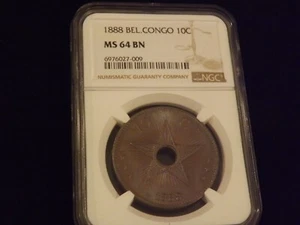 1888 BEL.CONGO 10C
MS 64 BN
6976027-009
NUMISMATIC GUARANTY COMPANY
NGC